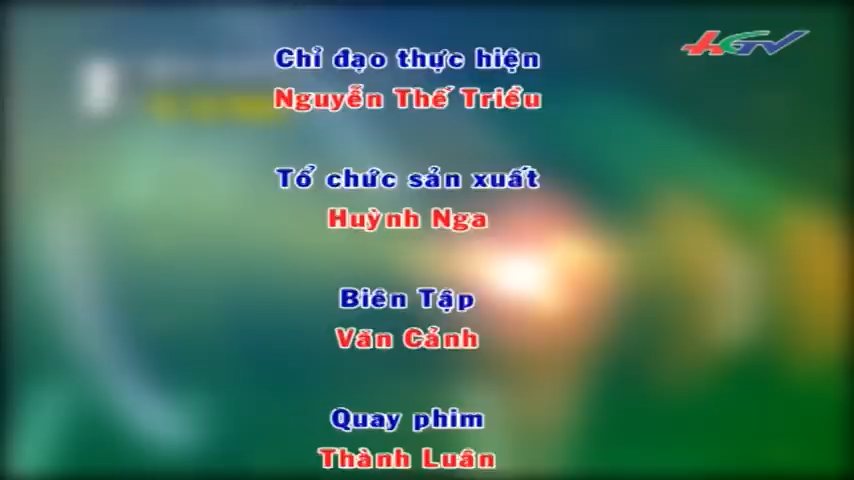 HGV
Chỉ đạo thực hiện
Nguyễn Thế Triều
Tổ chức sản xuất
Huỳnh Nga
Biên Tập
Văn Cảnh
Quay phim
Thành Luân